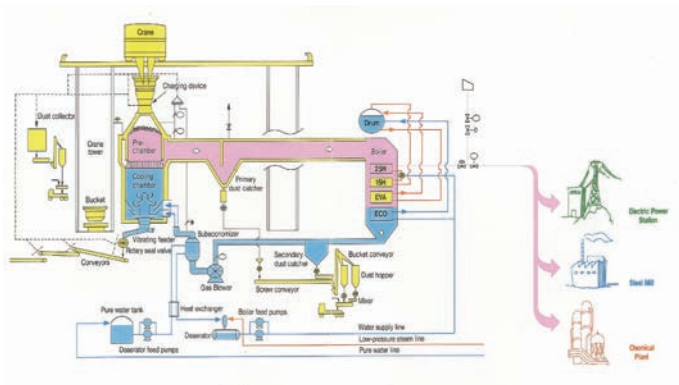 Crane
Charging device
Dust collector
Crane
tower
Pre-
chamber
Cooling
chamber
Bucket
Primary
dust catcher
Drum
Boiler
2SH
1SH
EVA
ECO
Vibrating feeder
Rotary seal valve
Conveyors
Subeconomizer
Gas Blower
Secondary
dust catcher
Bucket conveyor
Dust hopper
Screw conveyor
Mixer
Pure water tank
Heat exchanger
Boiler feed pumps
Deaerator
Deaerator feed pumps
Water supply line
Low-pressure steam line
Pure water line
Electric Power
Station
Steel Mill
Chemical
Plant